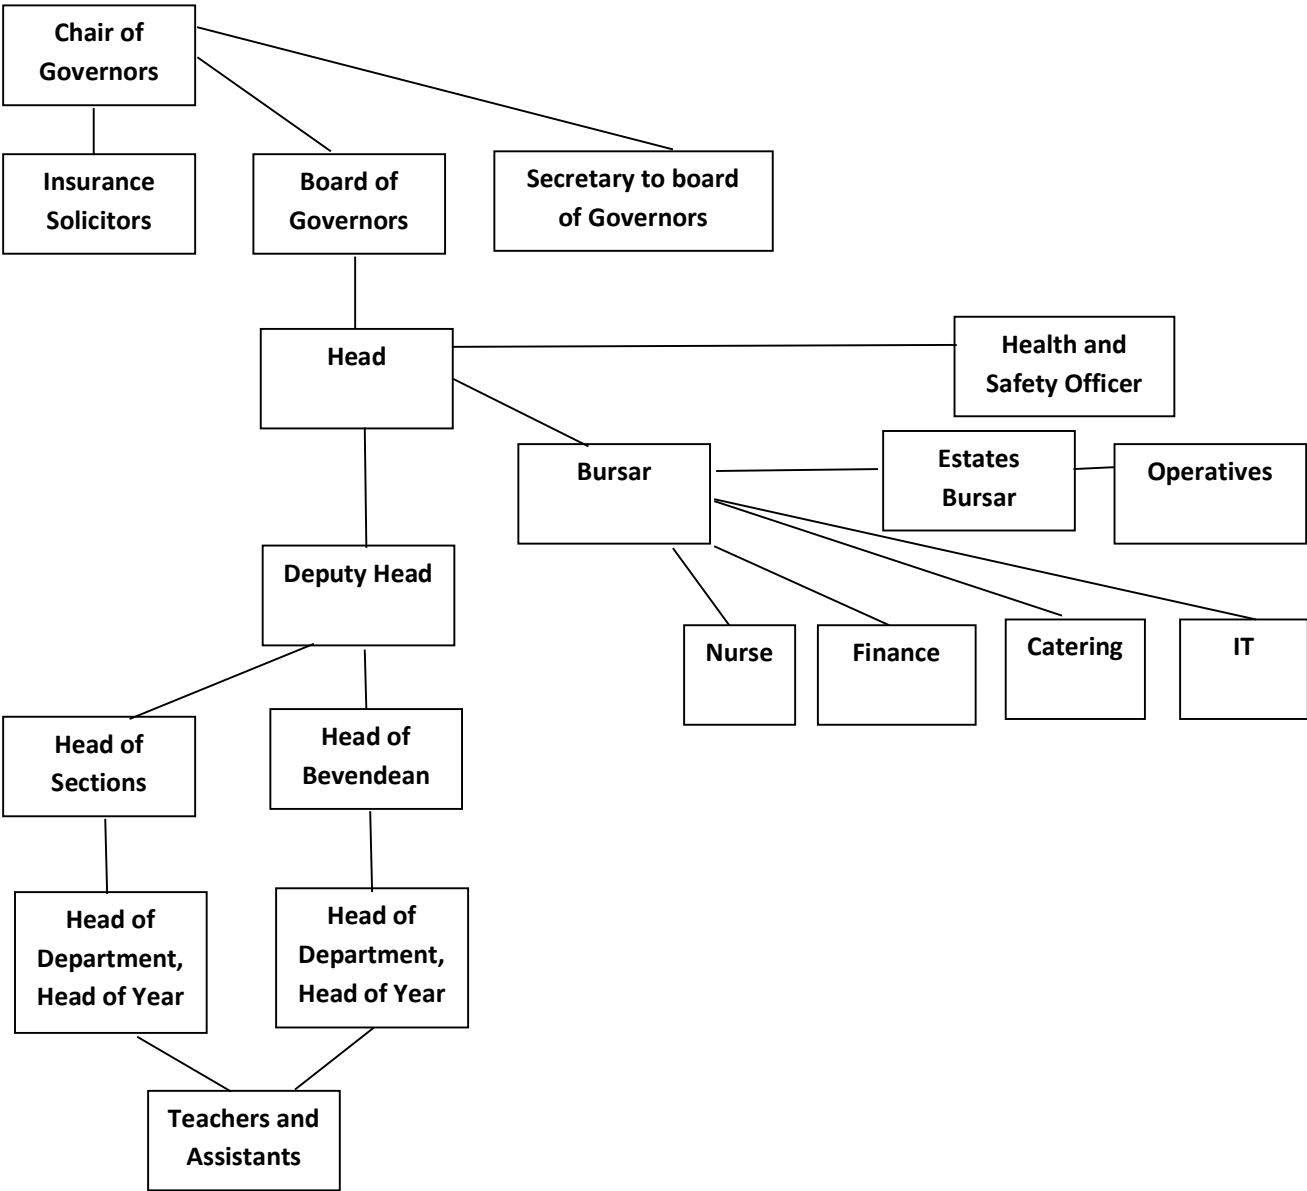 Chair of
Governors
Insurance
Solicitors
Board of
Governors
Secretary to board
of Governors
Head
Health and
Safety Officer
Bursar
Estates
Bursar
Operatives
Deputy Head
Nurse
Finance
Catering
IT
Head of
Sections
Head of
Bevendean
Head of
Department,
Head of Year
Head of
Department,
Head of Year
Teachers and
Assistants